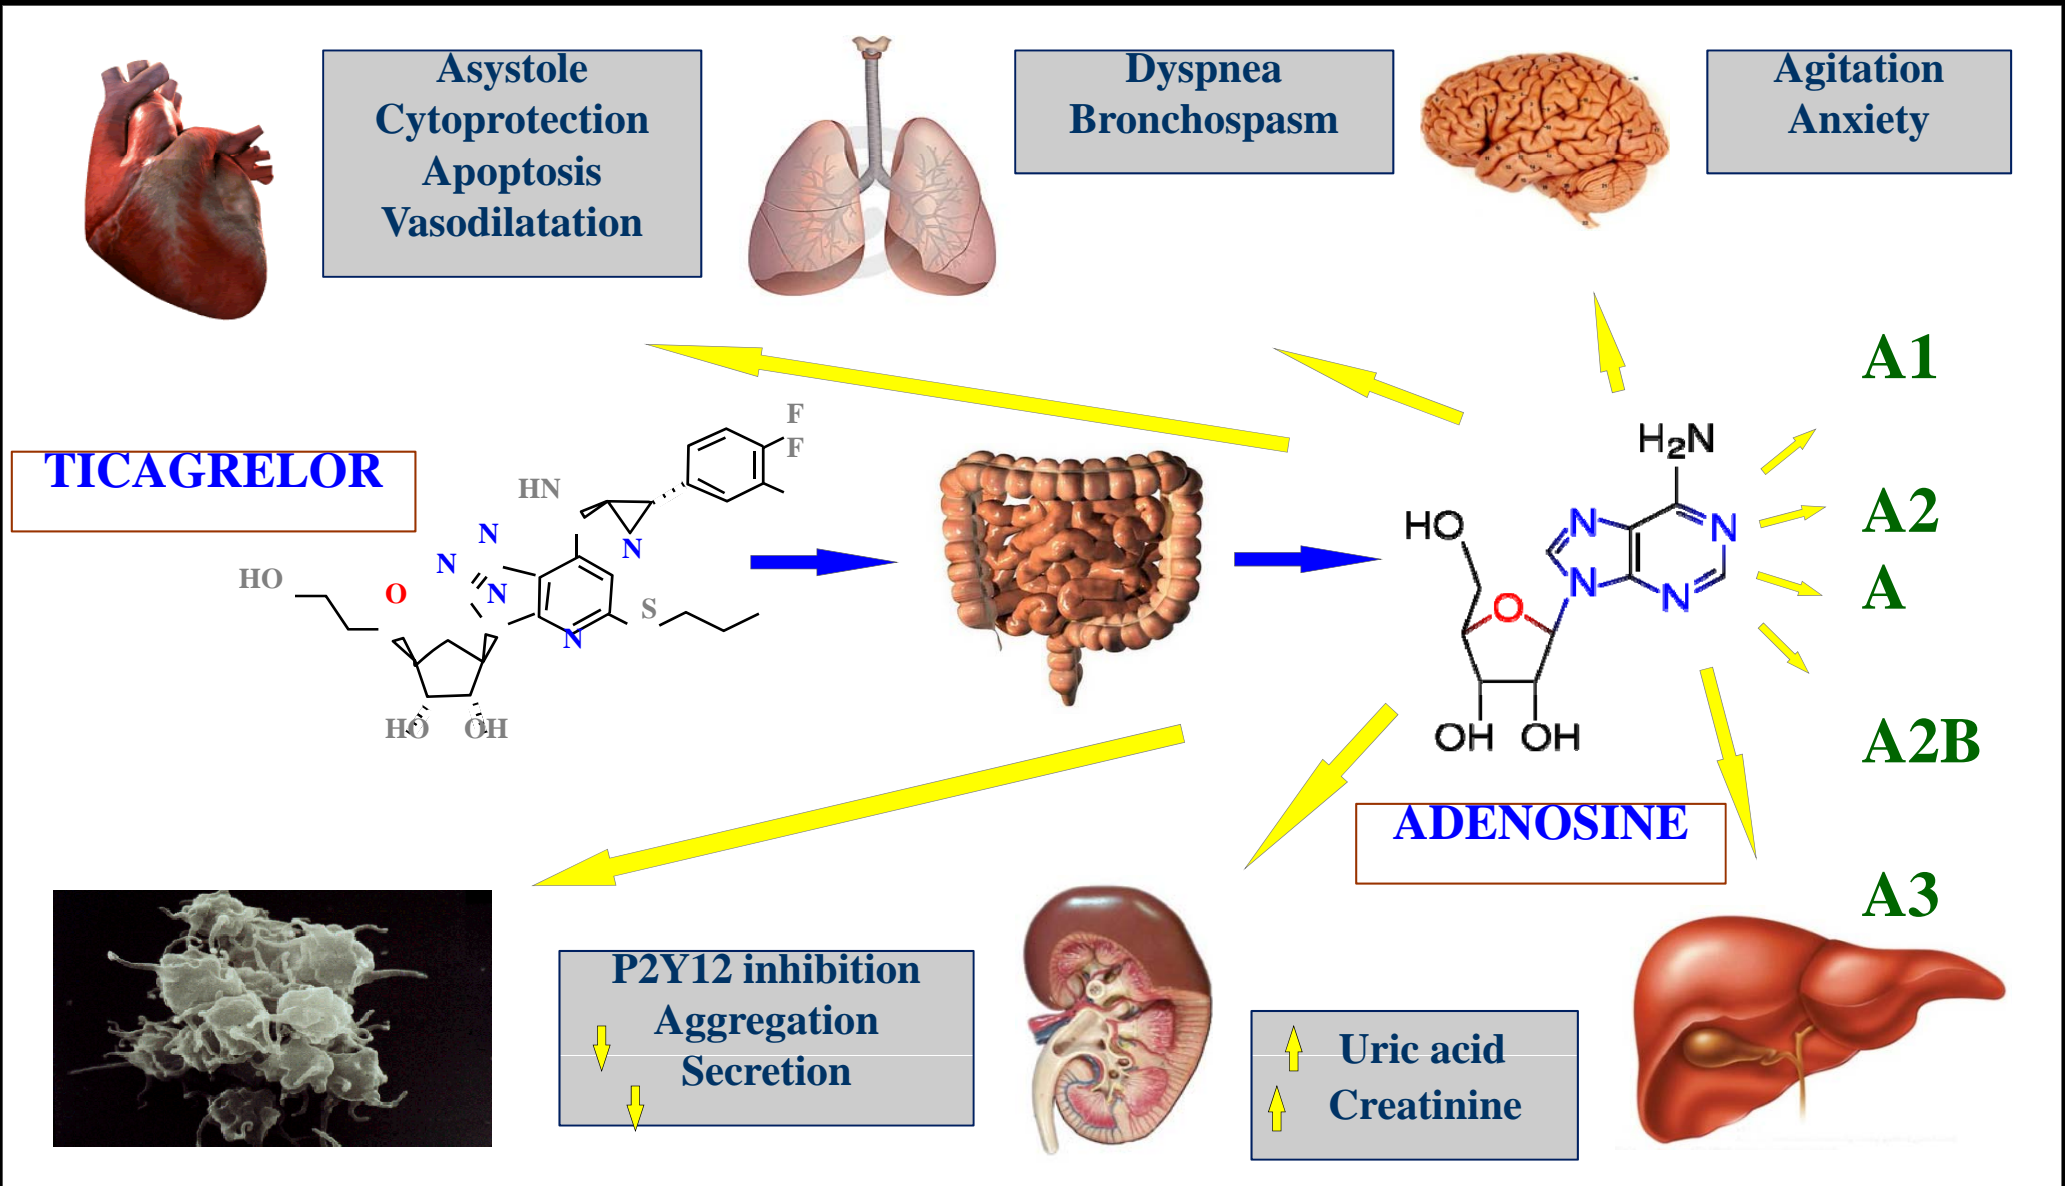 Asystole
Cytoprotection
Apoptosis
Vasodilatation
Dyspnea
Bronchospasm
Agitation
Anxiety
TICAGRELOR
F
F
HN
N
N
N
N
HO
O
S
N
HO
OH
H₂N
HO
N
N
N
N
O
OH
OH
A1
A2
A
A2B
A3
ADENOSINE
P2Y12 inhibition
Aggregation
Secretion
Uric acid
Creatinine